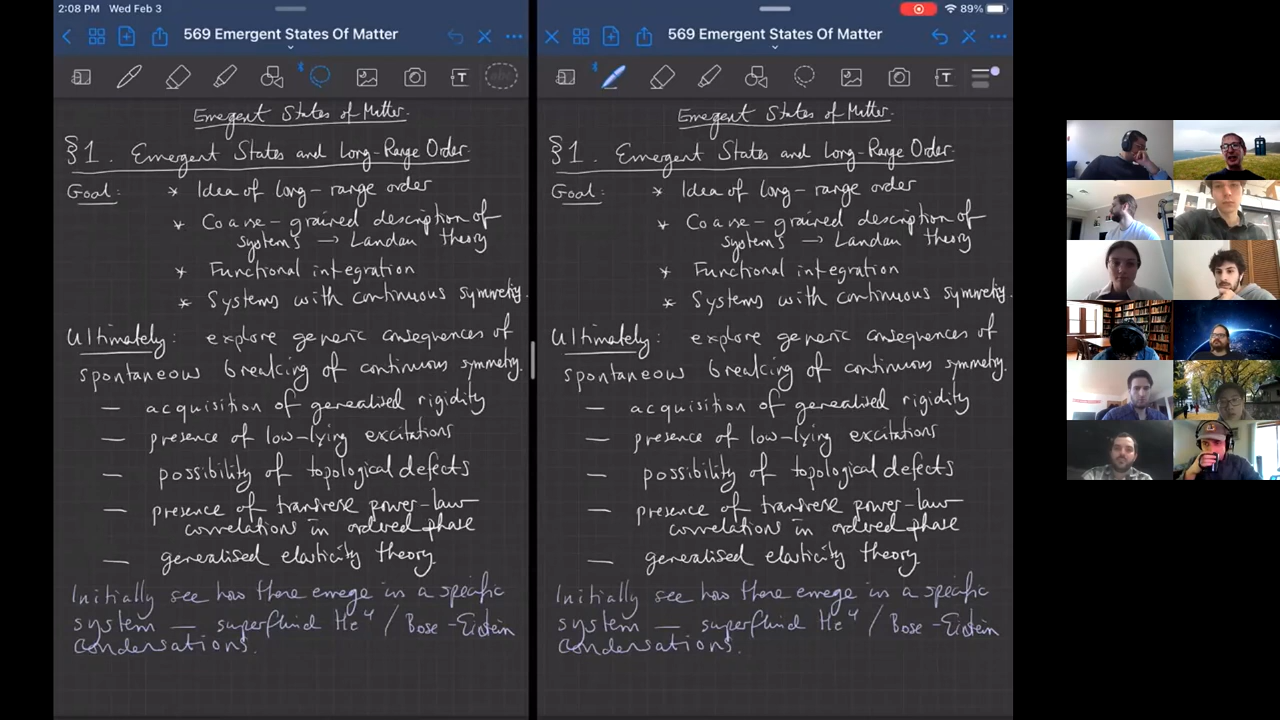 2:08 PM Wed Feb 3
569 Emergent States Of Matter
Emergent States of Matter.
§1. Emergent States and Long-Range Order.
Goal: * Idea of long-range order
* Coarse-grained description of
systems → Landau theory
* Functional integration
* Systems with continuous symmetry.
Ultimately: explore generic consequences of
spontaneous breaking of continuous symmetry.
— acquisition of generalised rigidity
— presence of low-lying excitations
— possibility of topological defects
— presence of transverse power-law
correlations in ordered phase
— generalised elasticity theory.
Initially see how these emerge in a specific
system — superfluid He⁴ / Bose-Einstein
condensations.
89%
569 Emergent States Of Matter
Emergent States of Matter.
§1. Emergent States and Long-Range Order.
Goal: * Idea of long-range order
* Coarse-grained description of
systems → Landau theory
* Functional integration
* Systems with continuous symmetry.
Ultimately: explore generic consequences of
spontaneous breaking of continuous symmetry.
— acquisition of generalised rigidity
— presence of low-lying excitations
— possibility of topological defects
— presence of transverse power-law
correlations in ordered phase
— generalised elasticity theory.
Initially see how these emerge in a specific
system — superfluid He⁴ / Bose-Einstein
condensations.